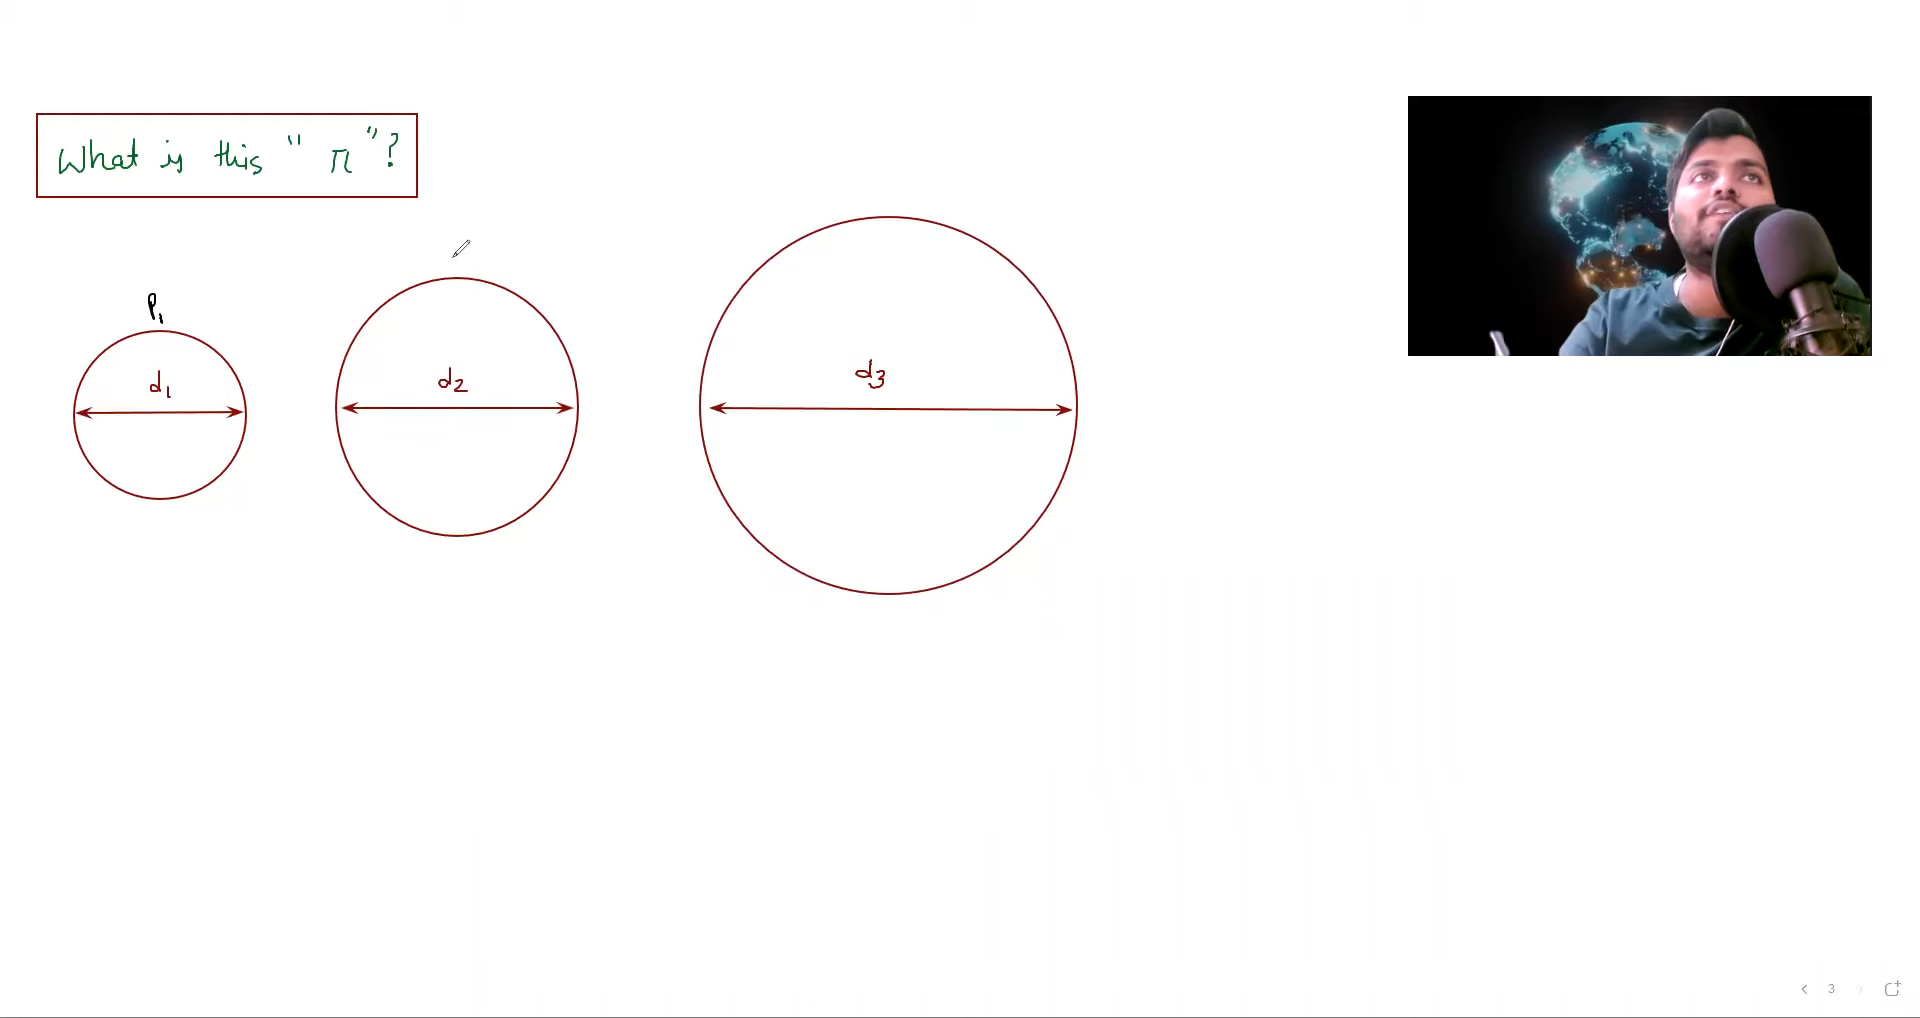 What is this " π "?
P1
d1
d2
d3
3